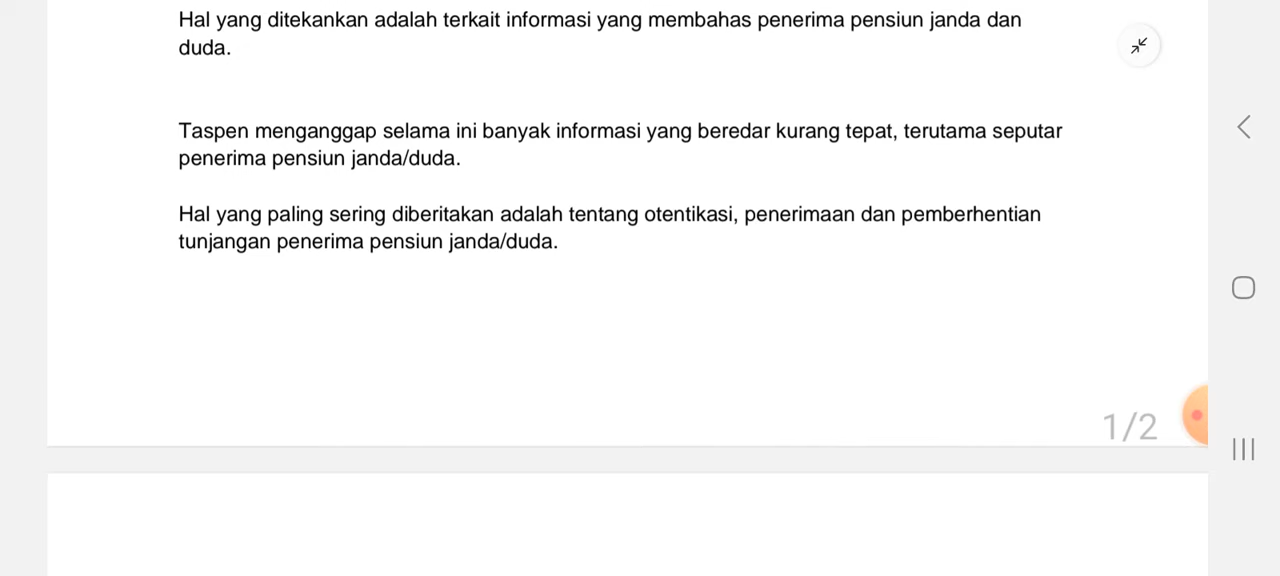 Hal yang ditekankan adalah terkait informasi yang membahas penerima pensiun janda dan
duda.
Taspen menganggap selama ini banyak informasi yang beredar kurang tepat, terutama seputar
penerima pensiun janda/duda.
Hal yang paling sering diberitakan adalah tentang otentikasi, penerimaan dan pemberhentian
tunjangan penerima pensiun janda/duda.
1/2